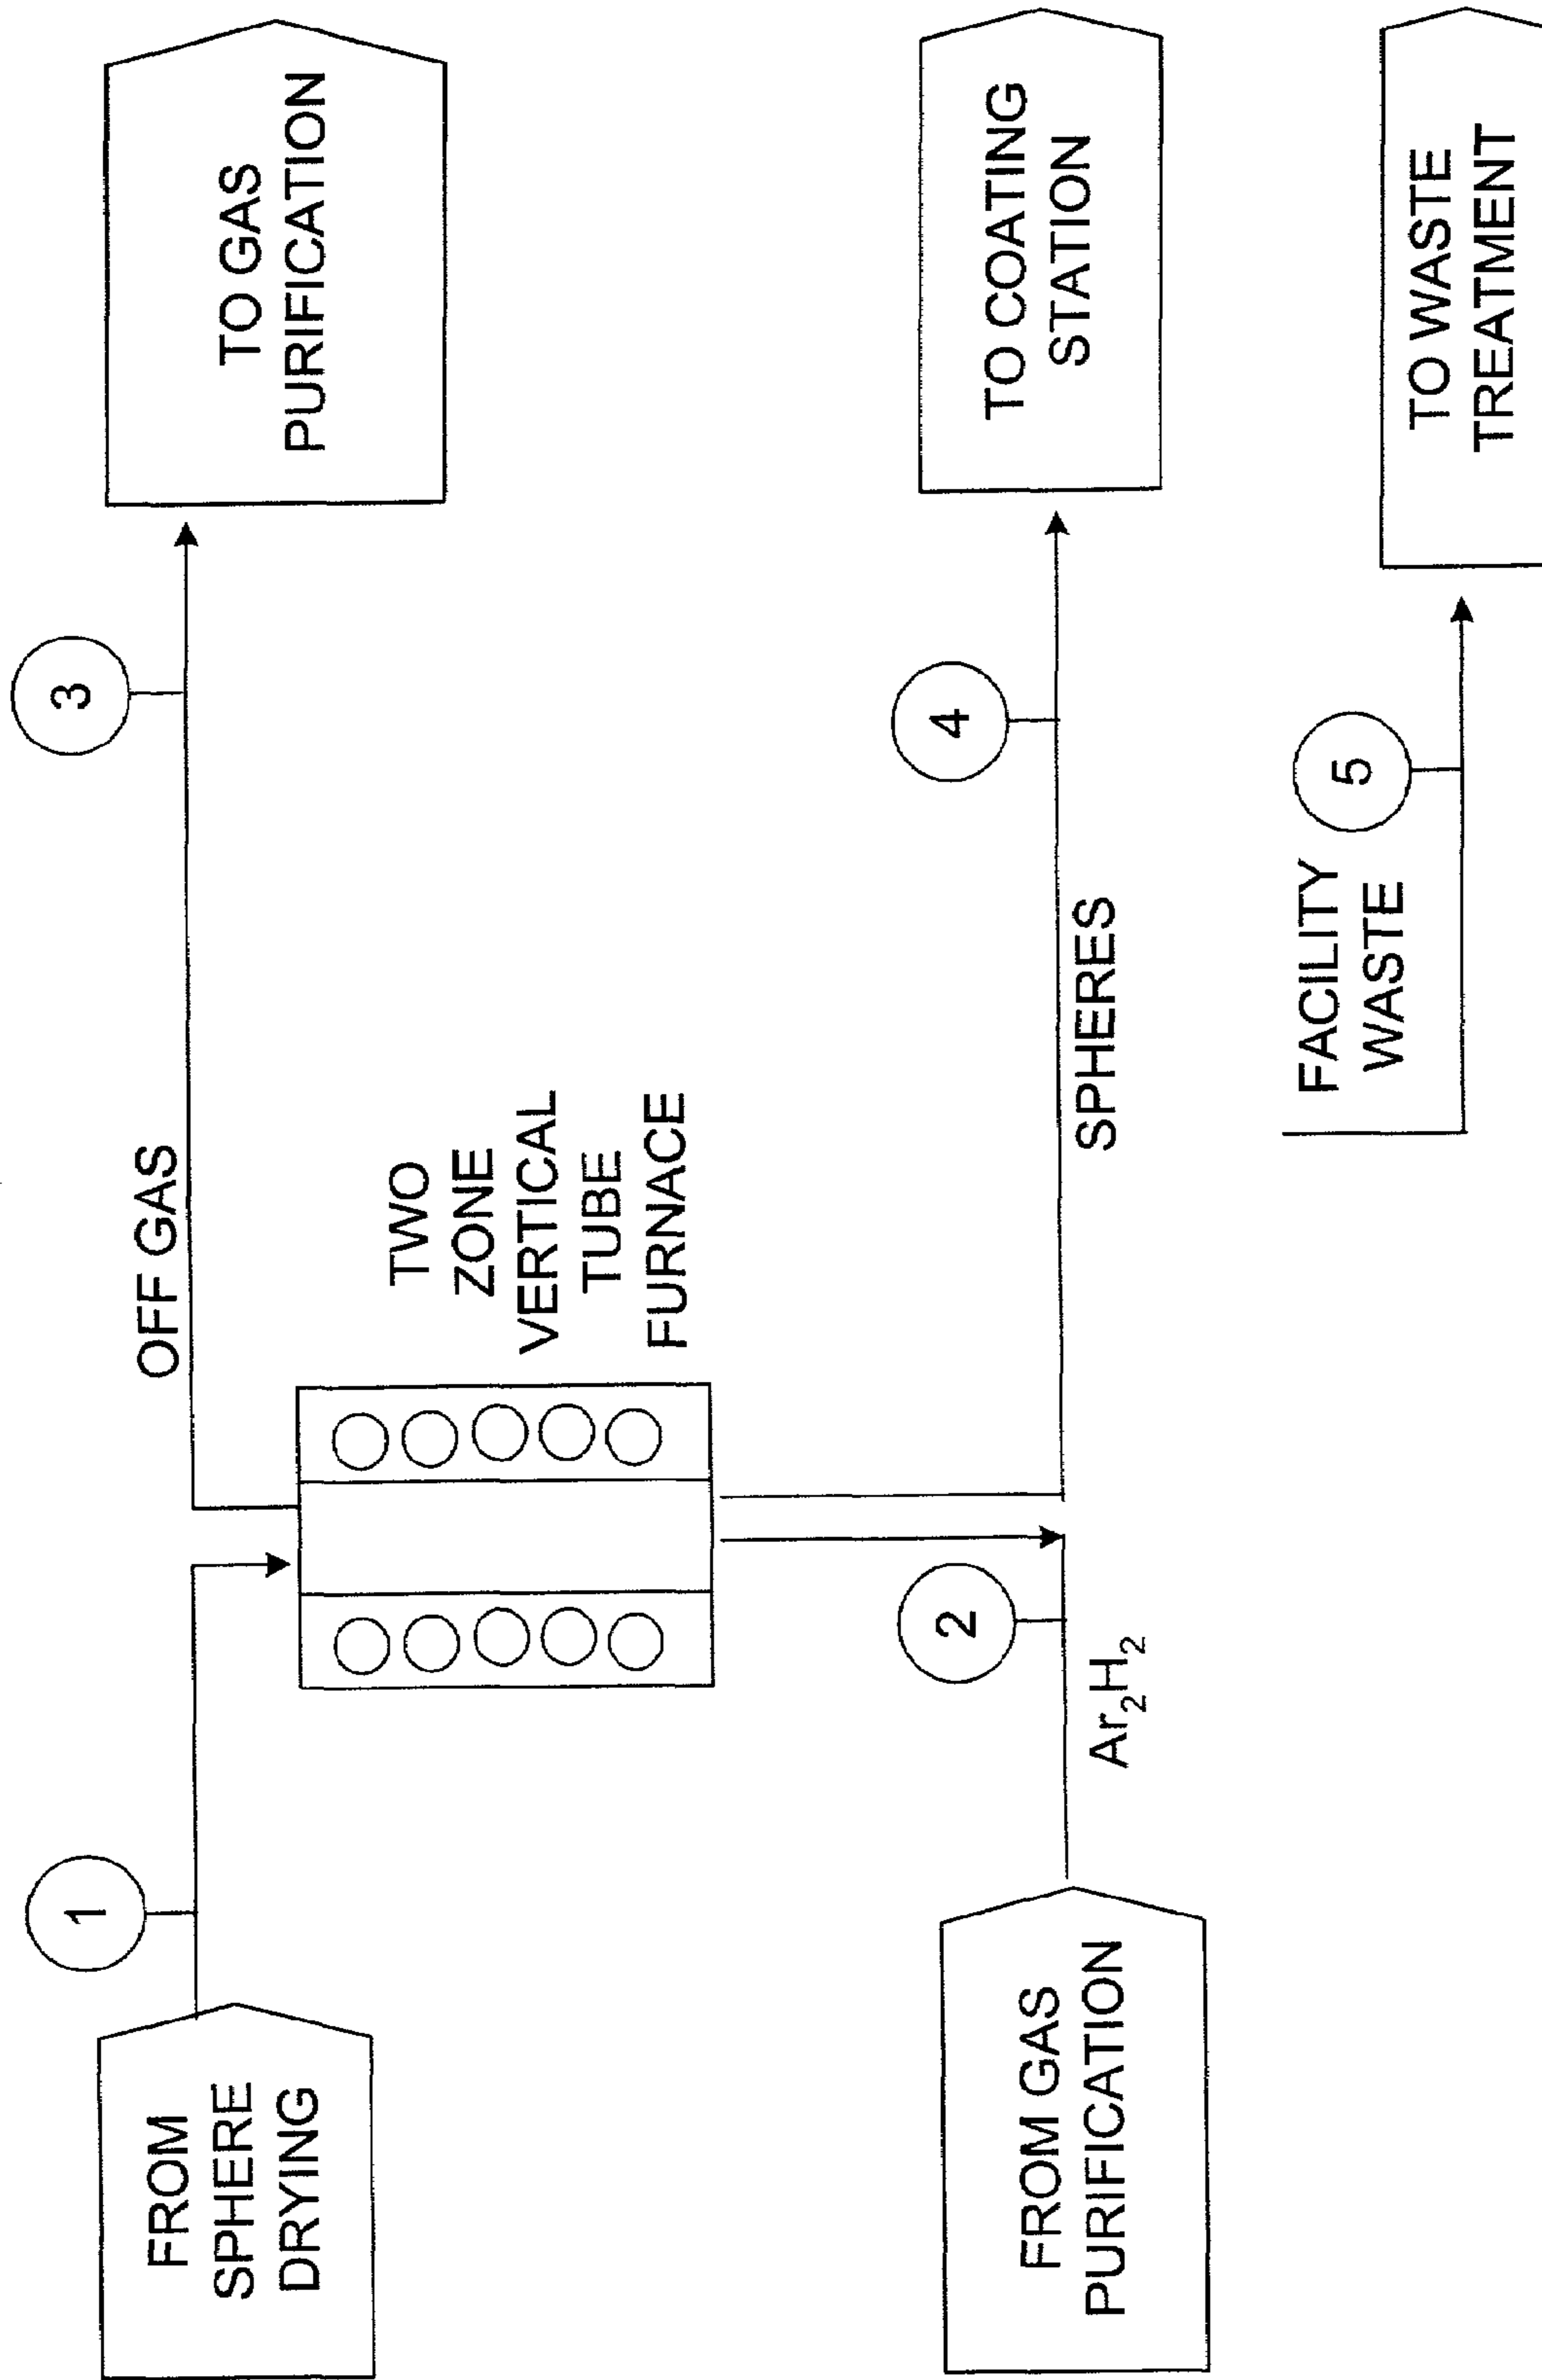 FROM
SPHERE
DRYING
1
OFF GAS
3
TO GAS
PURIFICATION
TWO
ZONE
VERTICAL
TUBE
FURNACE
FROM GAS
PURIFICATION
2
Ar₂H₂
SPHERES
4
TO COATING
STATION
FACILITY
WASTE
5
TO WASTE
TREATMENT